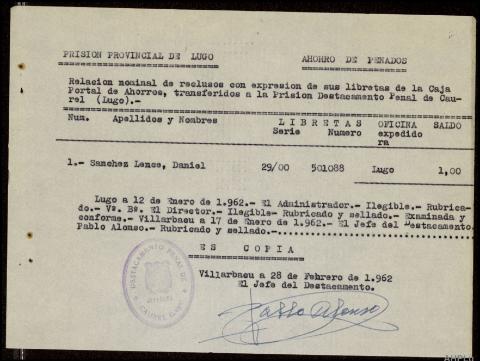 PRISION PROVINCIAL DE LUGO AHORRO DE PENADOS
Relacion nominal de reclusos con expresion de sus libretas de la Caja
Postal de Ahorros, transferidos a la Prision Destacamento Penal de Cau-
rel (Lugo).-
Num. Apellidos y Nombres L I B R E T A S OFICINA SALDO
Serie Numero expedido
ra
1.- Sanchez Lence, Daniel 29/00 501088 Lugo 1,00
Lugo a 12 de Enero de 1.962.- El Administrador.- Ilegible.- Rubrica-
do.- Vº. Bº. El Director.- Ilegible- Rubricado y sellado.- Examinada y
conforme.- Villarbacu a 17 de Enero de 1.962.- El Jefe del Destacamento.
Pablo Alonso.- Rubricado y sellado.-
ES COPIA
Villarbacu a 28 de Febrero de 1.962
El Jefe del Destacamento.
DESTACAMENTO PENAL DE
Pablo Alonso